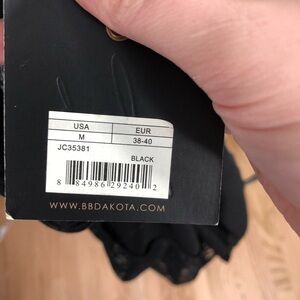 USA EUR
M 38-40
JC35381
BLACK
8 84986 29240 2
WWW.BBDAKOTA.COM